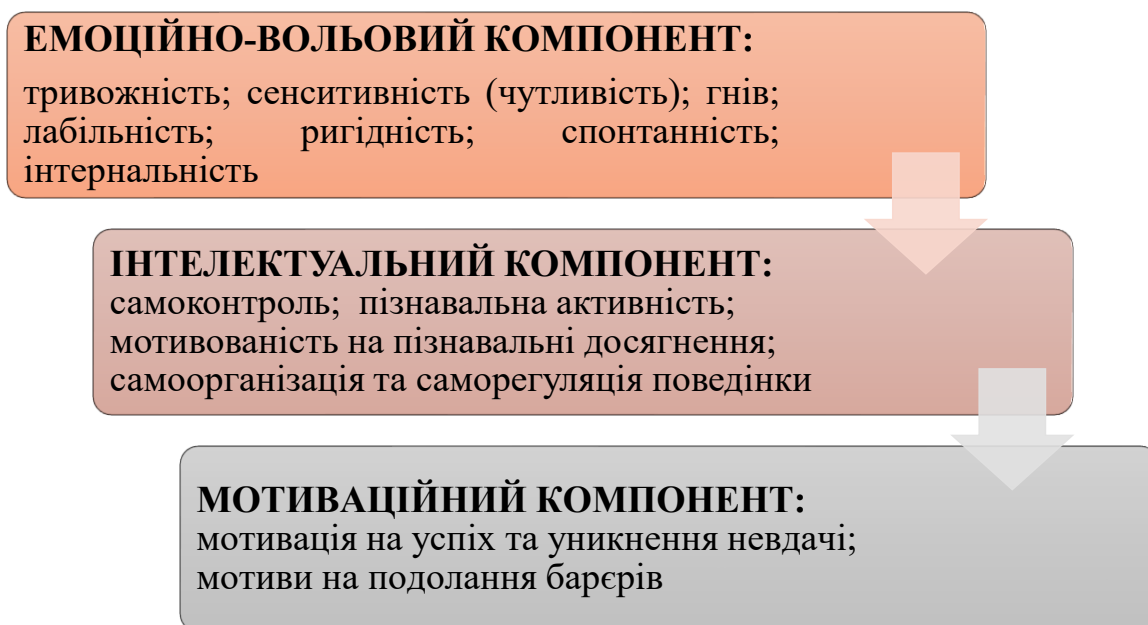 ЕМОЦІЙНО-ВОЛЬОВИЙ КОМПОНЕНТ:
тривожність; сенситивність (чутливість); гнів;
лабільність; ригідність; спонтанність;
інтернальність
ІНТЕЛЕКТУАЛЬНИЙ КОМПОНЕНТ:
самоконтроль; пізнавальна активність;
мотивованість на пізнавальні досягнення;
самоорганізація та саморегуляція поведінки
МОТИВАЦІЙНИЙ КОМПОНЕНТ:
мотивація на успіх та уникнення невдачі;
мотиви на подолання барєрів